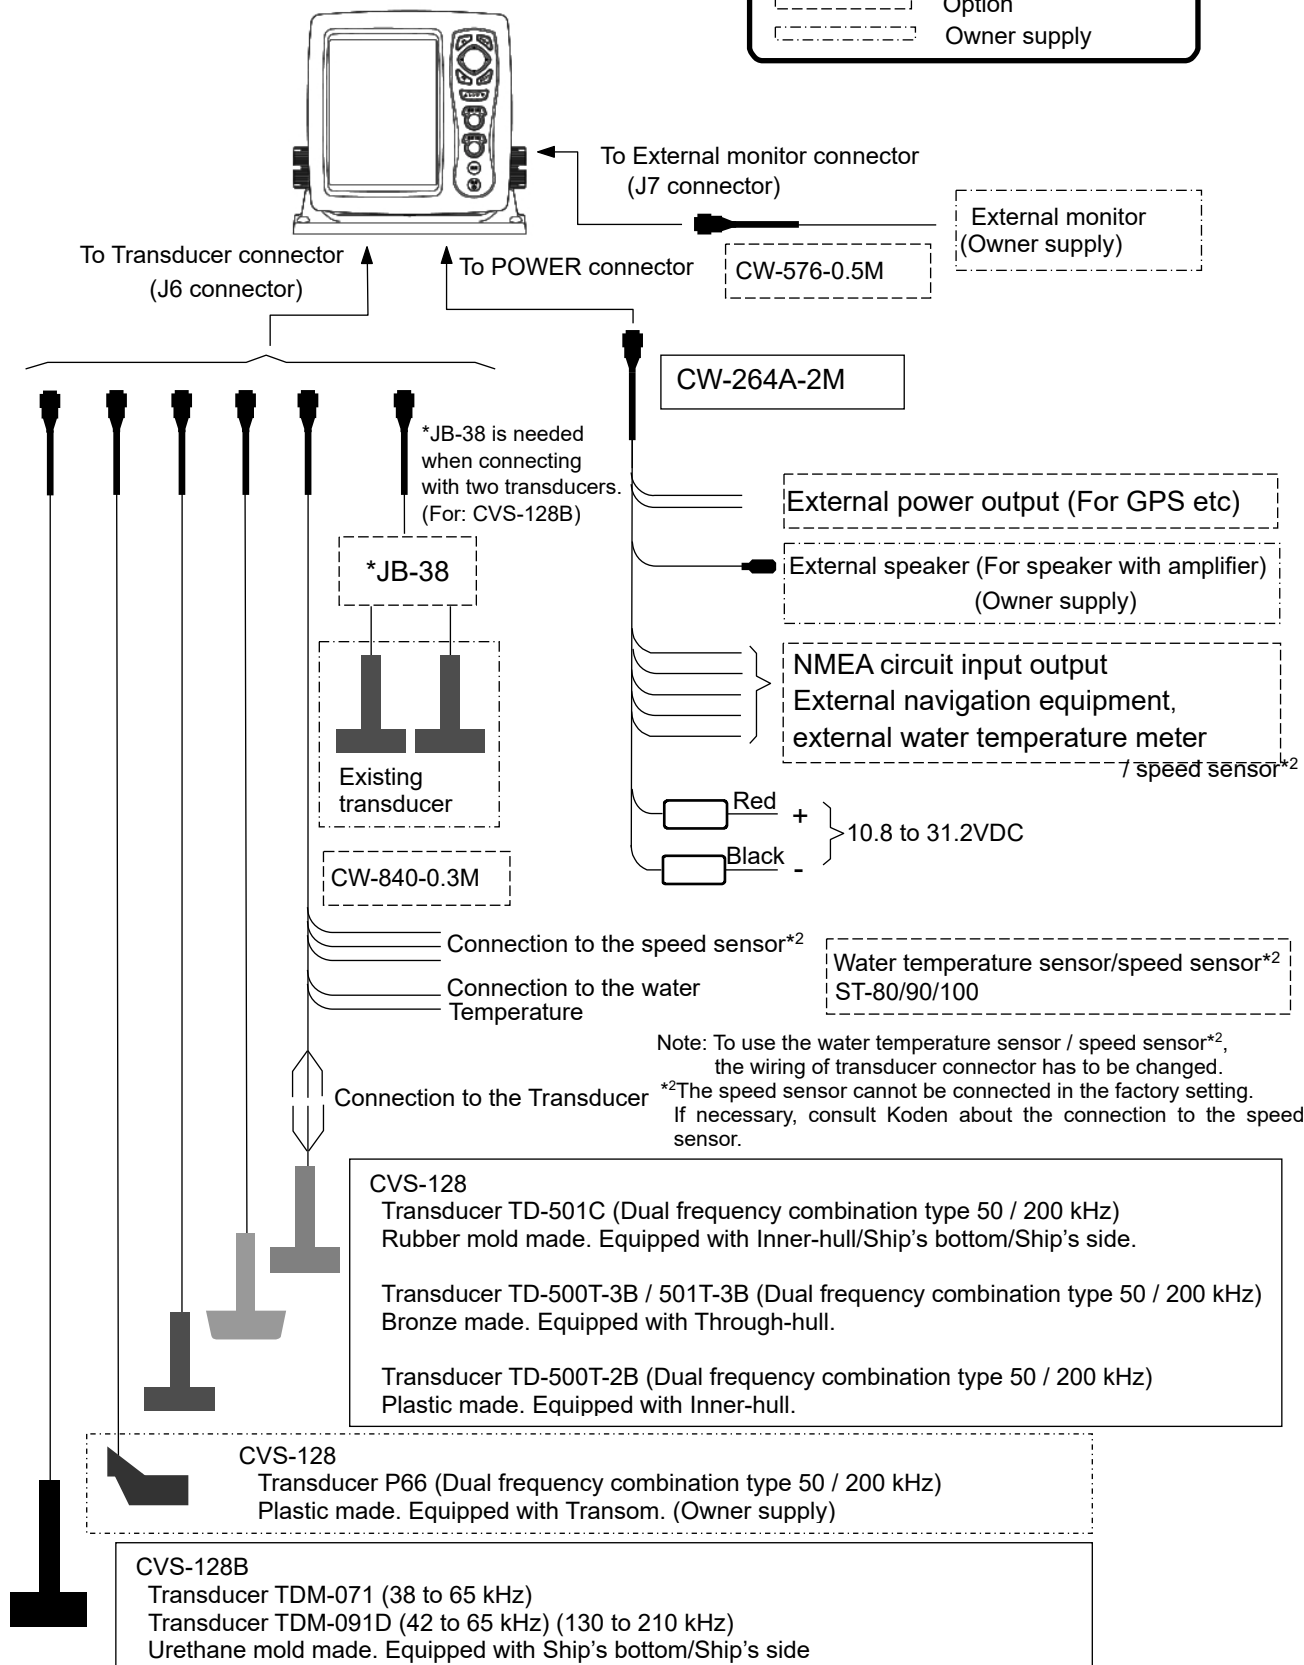 Option
Owner supply
To External monitor connector
(J7 connector)
External monitor
(Owner supply)
To Transducer connector
(J6 connector)
To POWER connector
CW-576-0.5M
CW-264A-2M
*JB-38 is needed
when connecting
with two transducers.
(For: CVS-128B)
*JB-38
External power output (For GPS etc)
External speaker (For speaker with amplifier)
(Owner supply)
NMEA circuit input output
External navigation equipment,
external water temperature meter
/ speed sensor*2
Existing
transducer
Red +
10.8 to 31.2VDC
Black -
CW-840-0.3M
Connection to the speed sensor*2
Connection to the water
Temperature
Water temperature sensor/speed sensor*2
ST-80/90/100
Note: To use the water temperature sensor / speed sensor*2,
the wiring of transducer connector has to be changed.
*2The speed sensor cannot be connected in the factory setting.
If necessary, consult Koden about the connection to the speed
sensor.
Connection to the Transducer
CVS-128
Transducer TD-501C (Dual frequency combination type 50 / 200 kHz)
Rubber mold made. Equipped with Inner-hull/Ship’s bottom/Ship’s side.
Transducer TD-500T-3B / 501T-3B (Dual frequency combination type 50 / 200 kHz)
Bronze made. Equipped with Through-hull.
Transducer TD-500T-2B (Dual frequency combination type 50 / 200 kHz)
Plastic made. Equipped with Inner-hull.
CVS-128
Transducer P66 (Dual frequency combination type 50 / 200 kHz)
Plastic made. Equipped with Transom. (Owner supply)
CVS-128B
Transducer TDM-071 (38 to 65 kHz)
Transducer TDM-091D (42 to 65 kHz) (130 to 210 kHz)
Urethane mold made. Equipped with Ship’s bottom/Ship’s side